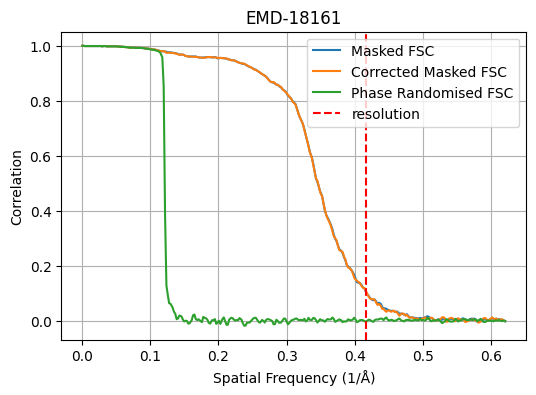 EMD-18161
Masked FSC
Corrected Masked FSC
Phase Randomised FSC
resolution
Correlation
1.0
0.8
0.6
0.4
0.2
0.0
0.0 0.1 0.2 0.3 0.4 0.5 0.6
Spatial Frequency (1/Å)